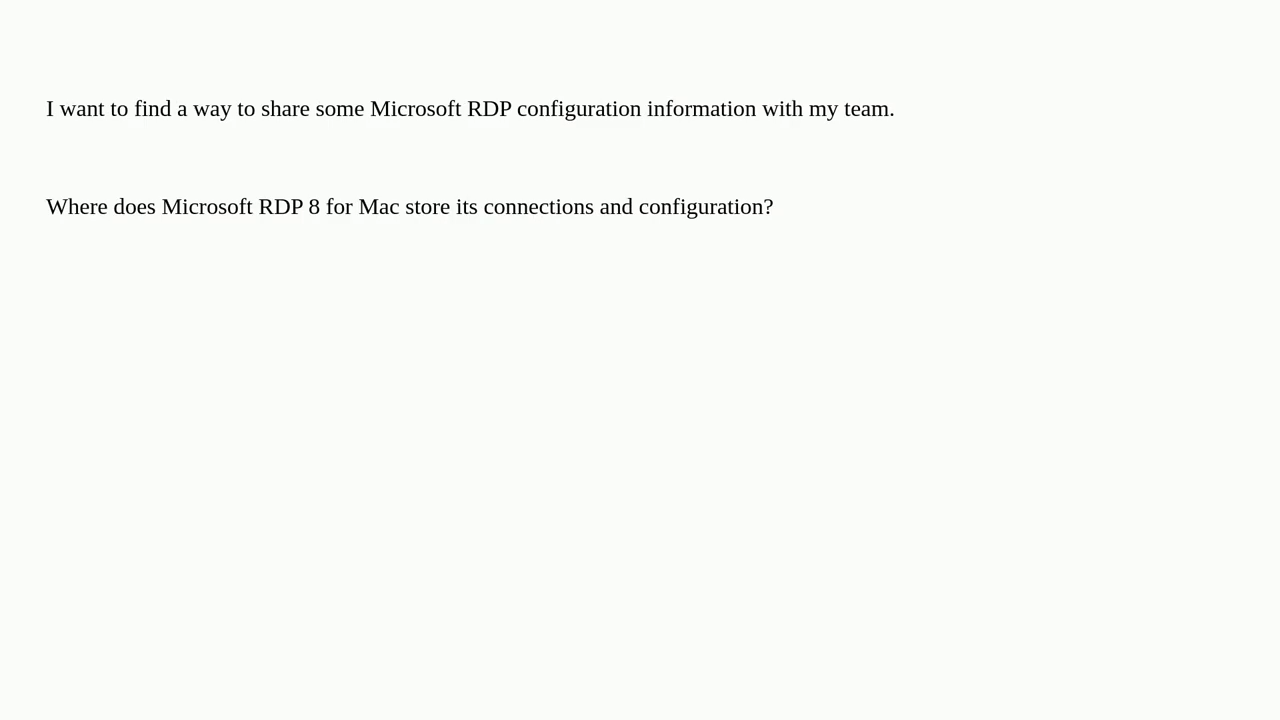 I want to find a way to share some Microsoft RDP configuration information with my team.
Where does Microsoft RDP 8 for Mac store its connections and configuration?